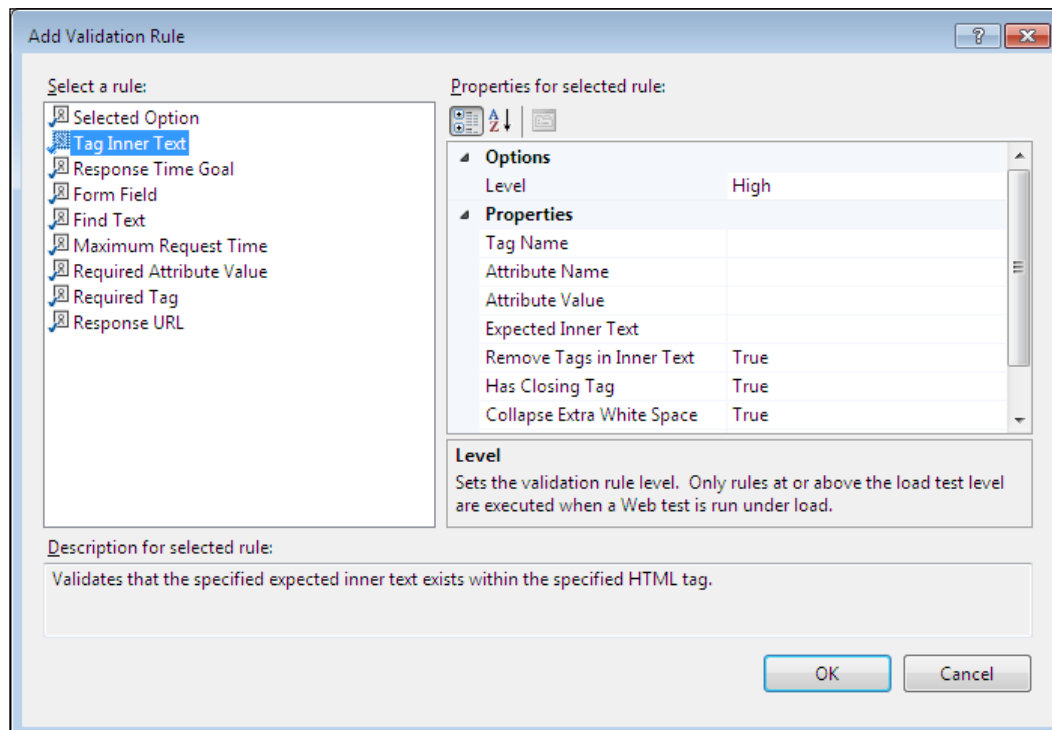 Add Validation Rule
Select a rule:
Selected Option
Tag Inner Text
Response Time Goal
Form Field
Find Text
Maximum Request Time
Required Attribute Value
Required Tag
Response URL
Properties for selected rule:
Options
Level High
Properties
Tag Name
Attribute Name
Attribute Value
Expected Inner Text
Remove Tags in Inner Text True
Has Closing Tag True
Collapse Extra White Space True
Level
Sets the validation rule level. Only rules at or above the load test level
are executed when a Web test is run under load.
Description for selected rule:
Validates that the specified expected inner text exists within the specified HTML tag.
OK Cancel